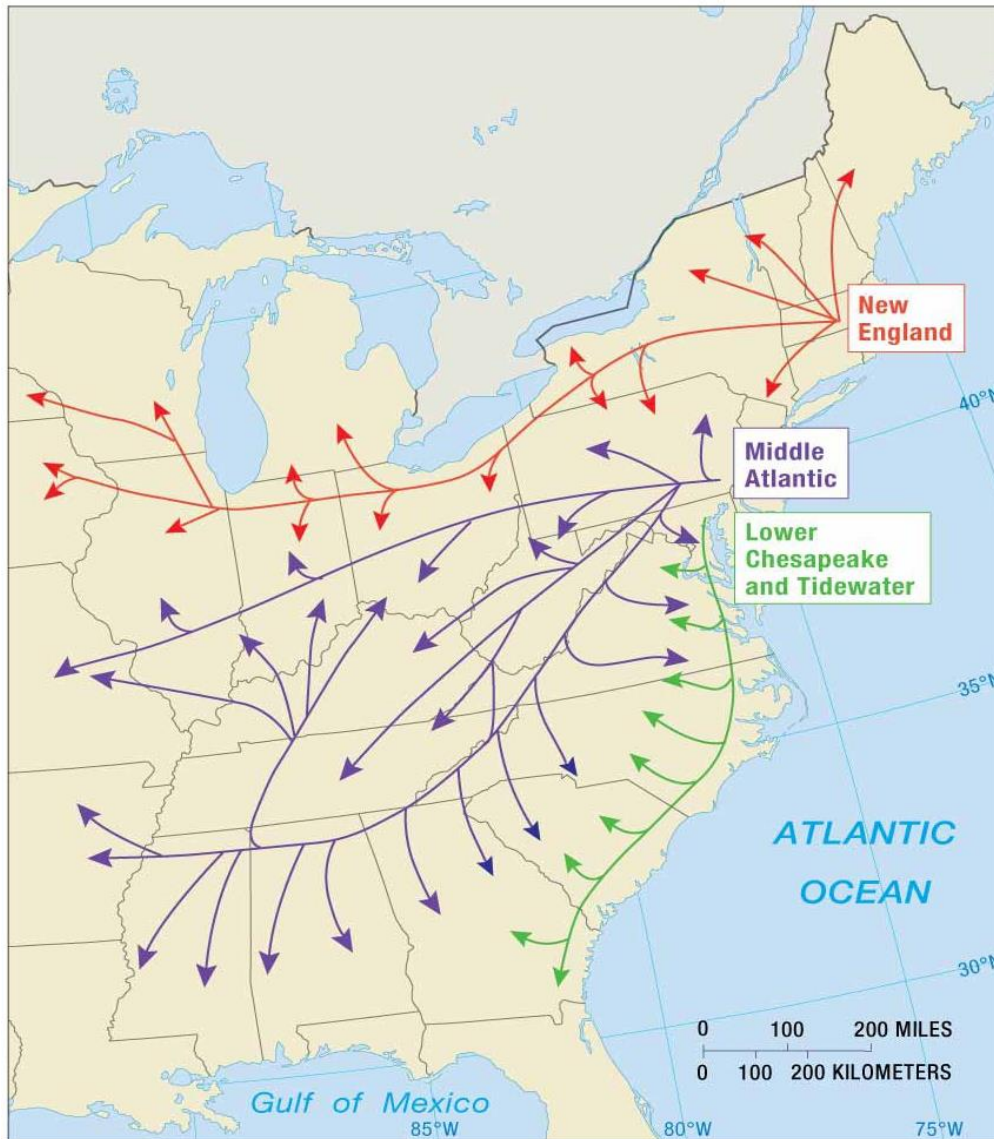 New
England
40°N
Middle
Atlantic
Lower
Chesapeake
and Tidewater
35°N
ATLANTIC
OCEAN
30°N
0 100 200 MILES
0 100 200 KILOMETERS
Gulf of Mexico
85°W
80°W
75°W